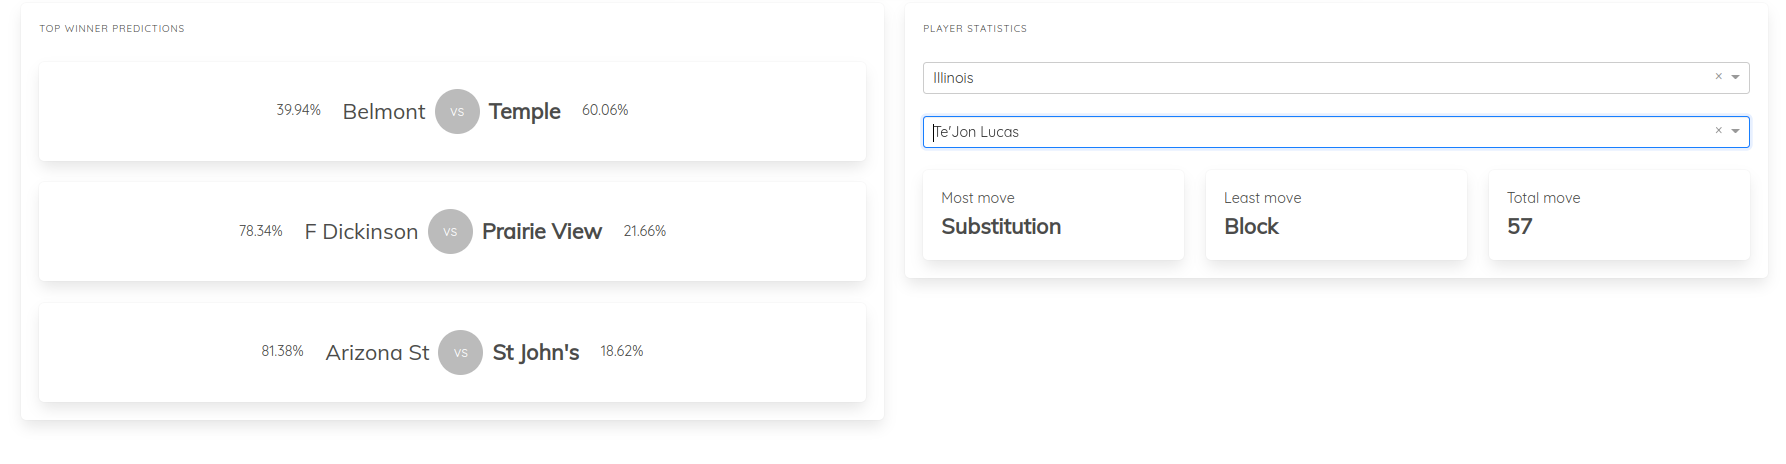 TOP WINNER PREDICTIONS
39.94% Belmont VS Temple 60.06%
78.34% F Dickinson VS Prairie View 21.66%
81.38% Arizona St VS St John's 18.62%
PLAYER STATISTICS
Illinois ×
Te'Jon Lucas ×
Most move
Substitution
Least move
Block
Total move
57